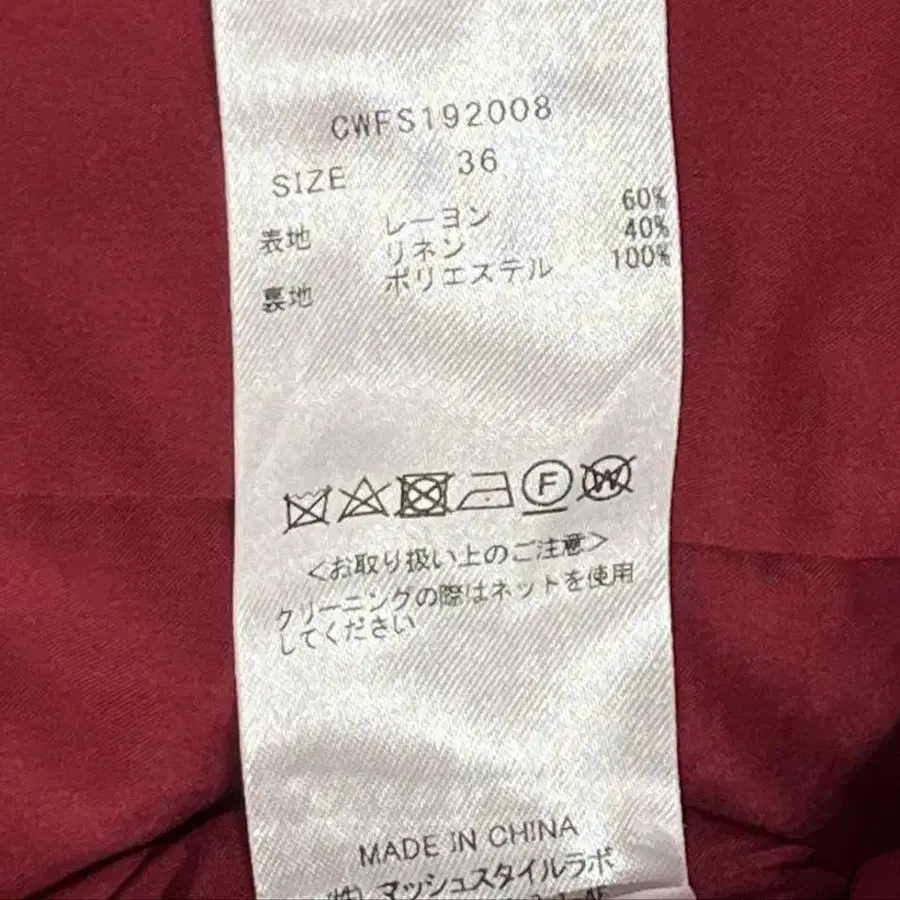 CWFS192008
SIZE 36
表地 レーヨン 60%
リネン 40%
裏地 ポリエステル 100%
F W
<お取り扱い上のご注意>
クリーニングの際はネットを使用
してください
MADE IN CHINA
(株)マッシュスタイルラボ